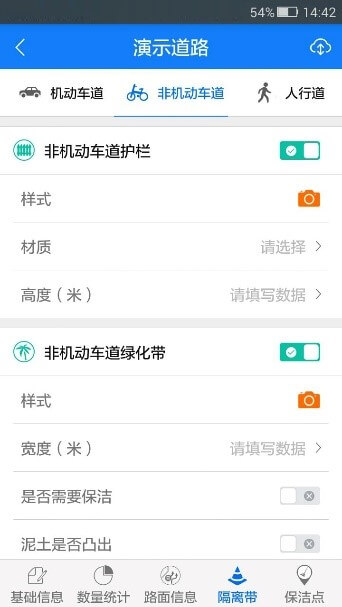 54% 14:42
演示道路
机动车道 非机动车道 人行道
非机动车道护栏
样式
材质 请选择
高度（米） 请填写数据
非机动车道绿化带
样式
宽度（米） 请填写数据
是否需要保洁
泥土是否凸出
基础信息 数量统计 路面信息 隔离带 保洁点